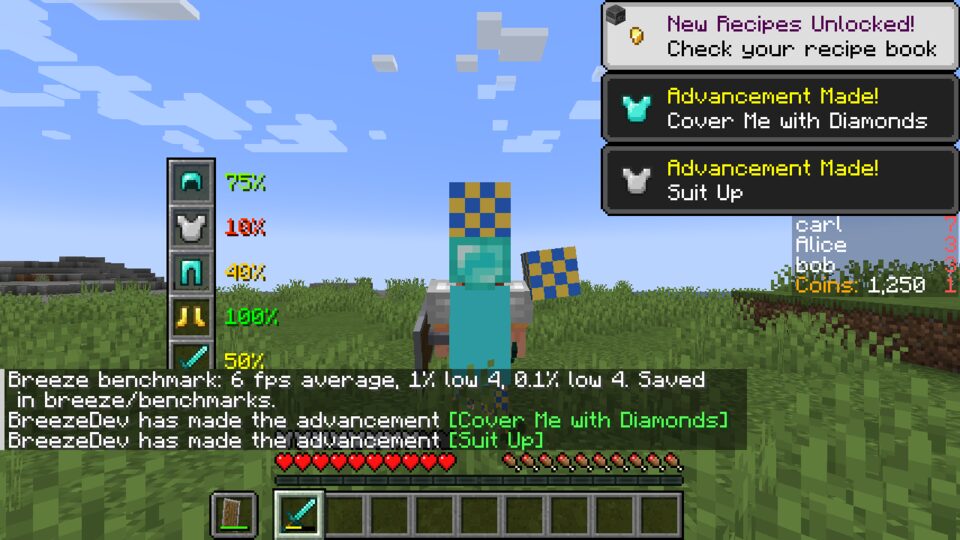 New Recipes Unlocked!
Check your recipe book
Advancement Made!
Cover Me with Diamonds
Advancement Made!
Suit Up
75%
10%
40%
100%
50%
carl 7
Alice 3
bob
Coins: 1,250 1
Breeze benchmark: 6 fps average, 1% low 4, 0.1% low 4. Saved
in breeze/benchmarks.
BreezeDev has made the advancement [Cover Me with Diamonds]
BreezeDev has made the advancement [Suit Up]